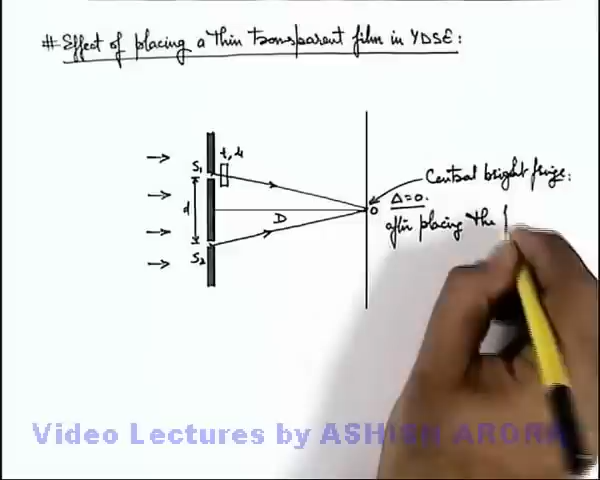 # Effect of placing a thin transparent film in YDSE:
t, μ
S1
Central bright fringe:
Δ=0.
d
O
D
after placing the f
S2
Video Lectures by ASHISH ARORA